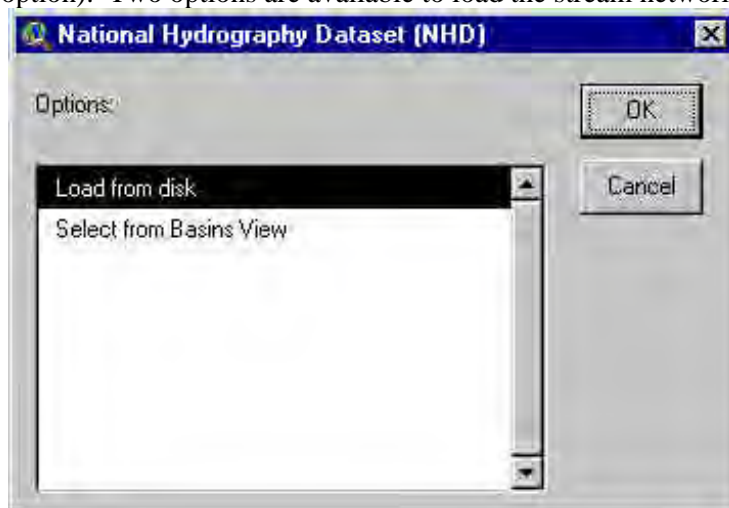 option). Two options are available to load the stream network
National Hydrography Dataset (NHD)
Options:
OK
Load from disk
Cancel
Select from Basins View